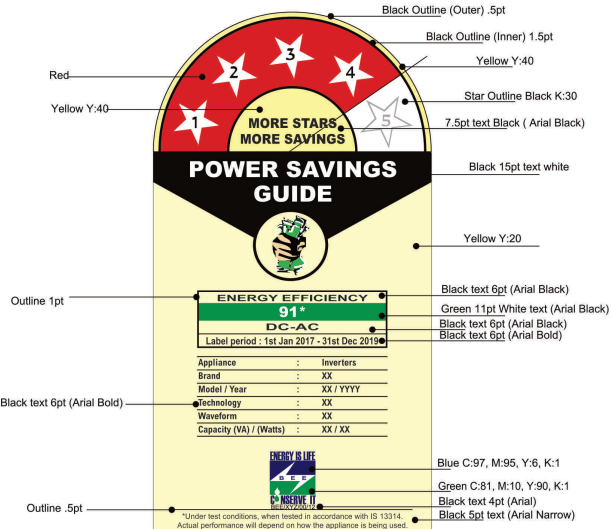 Black Outline (Outer) .5pt
Black Outline (Inner) 1.5pt
Yellow Y:40
Red
Yellow Y:40
Star Outline Black K:30
7.5pt text Black ( Arial Black)
1
2
3
4
5
MORE STARS
MORE SAVINGS
POWER SAVINGS
GUIDE
Black 15pt text white
Yellow Y:20
Outline 1pt
ENERGY EFFICIENCY
Black text 6pt (Arial Black)
91*
Green 11pt White text (Arial Black)
DC-AC
Black text 6pt (Arial Black)
Label period : 1st Jan 2017 - 31st Dec 2019
Black text 6pt (Arial Bold)
Appliance : Inverters
Brand : XX
Model / Year : XX / YYYY
Black text 6pt (Arial Bold)
Technology : XX
Waveform : XX
Capacity (VA) / (Watts) : XX / XX
ENERGY IS LIFE
BEE
CONSERVE IT
BEE/XYZ/00/12
Blue C:97, M:95, Y:6, K:1
Green C:81, M:10, Y:90, K:1
Black text 4pt (Arial)
Outline .5pt
Black 5pt text (Arial Narrow)
*Under test conditions, when tested in accordance with IS 13314.
Actual performance will depend on how the appliance is being used.